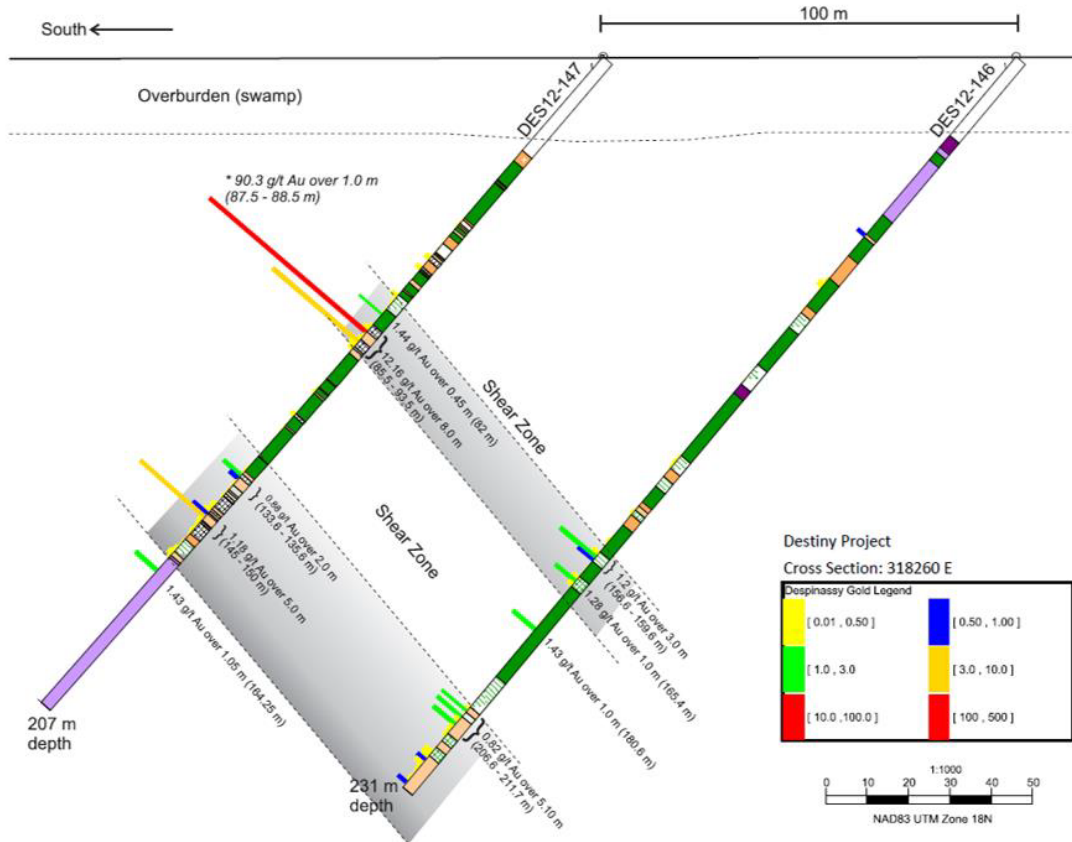 100 m
South
Overburden (swamp)
DES12-147
DES12-146
* 90.3 g/t Au over 1.0 m
(87.5 - 88.5 m)
1.44 g/t Au over 0.45 m (82 m)
12.16 g/t Au over 8.0 m
(85.5 - 93.5 m)
Shear Zone
Shear Zone
0.86 g/t Au over 2.0 m
(133.6 - 135.6 m)
1.18 g/t Au over 5.0 m
(145 - 150 m)
1.43 g/t Au over 1.05 m (164.25 m)
1.2 g/t Au over 3.0 m
(156.6 - 159.6 m)
1.28 g/t Au over 1.0 m (165.4 m)
1.43 g/t Au over 1.0 m (180.6 m)
0.82 g/t Au over 5.10 m
(206.6 - 211.7 m)
207 m
depth
231 m
depth
Destiny Project
Cross Section: 318260 E
Despinassy Gold Legend
[ 0.01 , 0.50 ]
[ 0.50 , 1.00 ]
[ 1.0 , 3.0
[ 3.0 , 10.0 ]
[ 10.0 ,100.0 ]
[ 100 , 500 ]
1:1000
0 10 20 30 40 50
NAD83 UTM Zone 18N